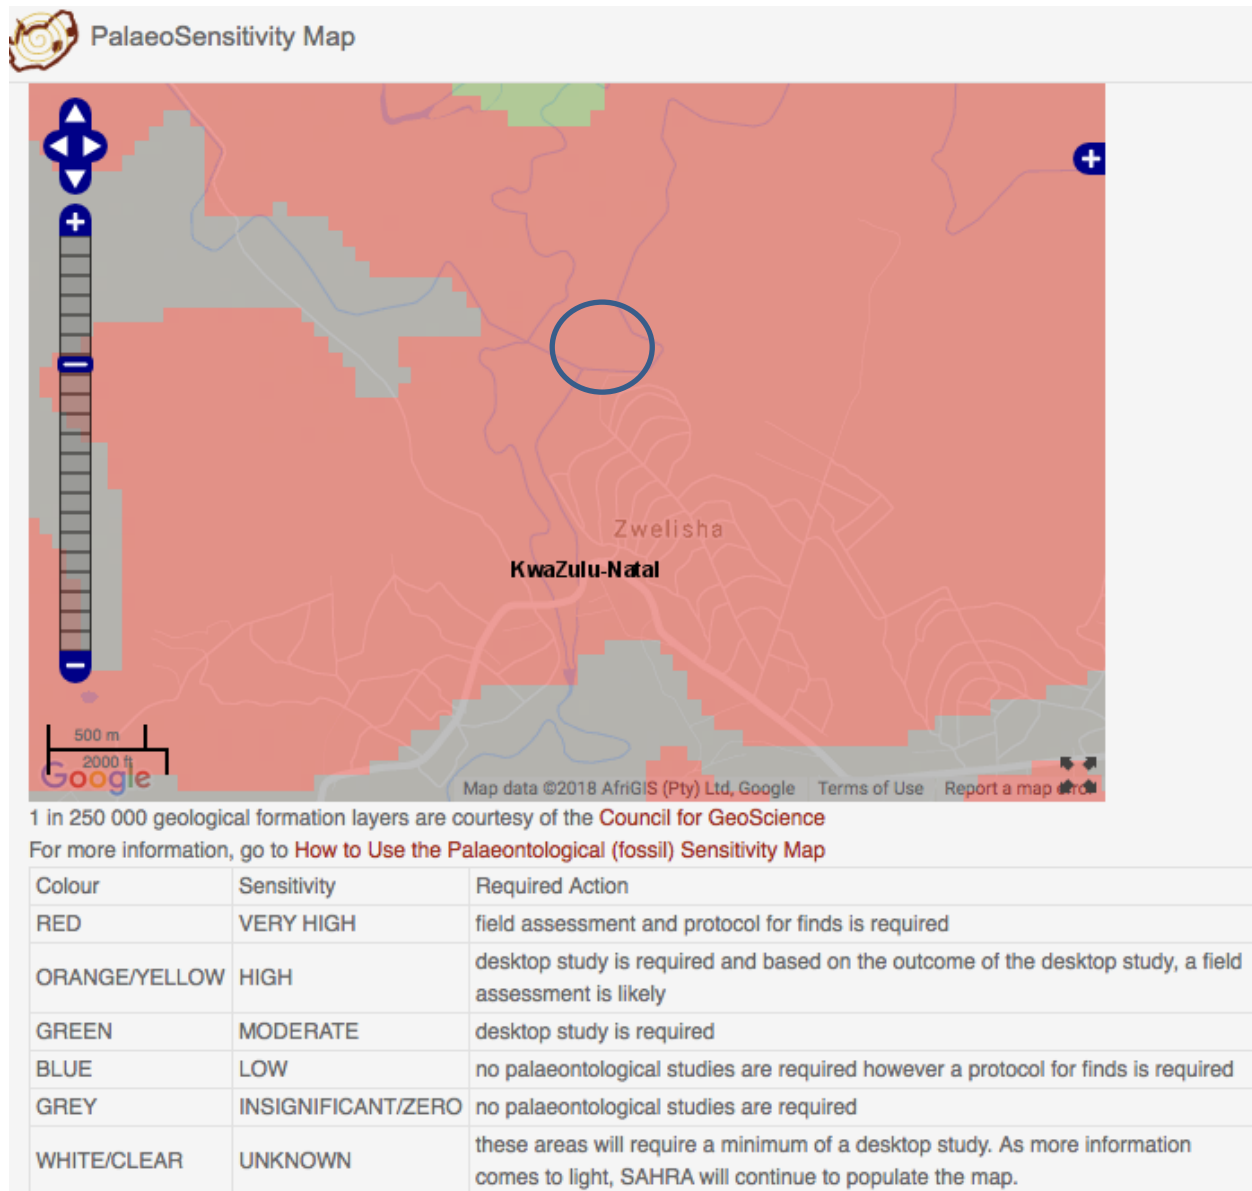 PalaeoSensitivity Map
Zwelisha
KwaZulu-Natal
500 m
2000 ft
Google
Map data ©2018 AfriGIS (Pty) Ltd, Google Terms of Use Report a map error
1 in 250 000 geological formation layers are courtesy of the Council for GeoScience
For more information, go to How to Use the Palaeontological (fossil) Sensitivity Map
Colour Sensitivity Required Action
RED VERY HIGH field assessment and protocol for finds is required
ORANGE/YELLOW HIGH desktop study is required and based on the outcome of the desktop study, a field
assessment is likely
GREEN MODERATE desktop study is required
BLUE LOW no palaeontological studies are required however a protocol for finds is required
GREY INSIGNIFICANT/ZERO no palaeontological studies are required
WHITE/CLEAR UNKNOWN these areas will require a minimum of a desktop study. As more information
comes to light, SAHRA will continue to populate the map.